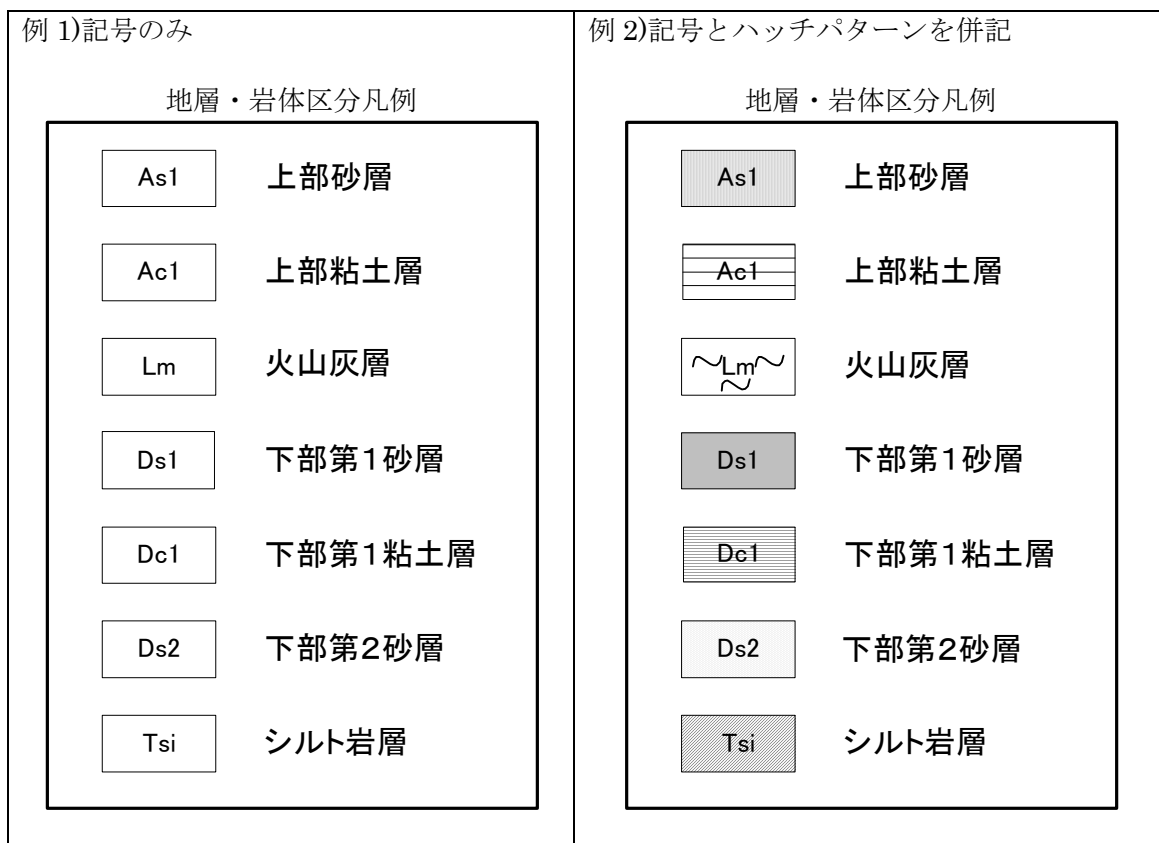 例 1)記号のみ
地層・岩体区分凡例
As1 上部砂層
Ac1 上部粘土層
Lm 火山灰層
Ds1 下部第1砂層
Dc1 下部第1粘土層
Ds2 下部第2砂層
Tsi シルト岩層
例 2)記号とハッチパターンを併記
地層・岩体区分凡例
As1 上部砂層
Ac1 上部粘土層
Lm 火山灰層
Ds1 下部第1砂層
Dc1 下部第1粘土層
Ds2 下部第2砂層
Tsi シルト岩層